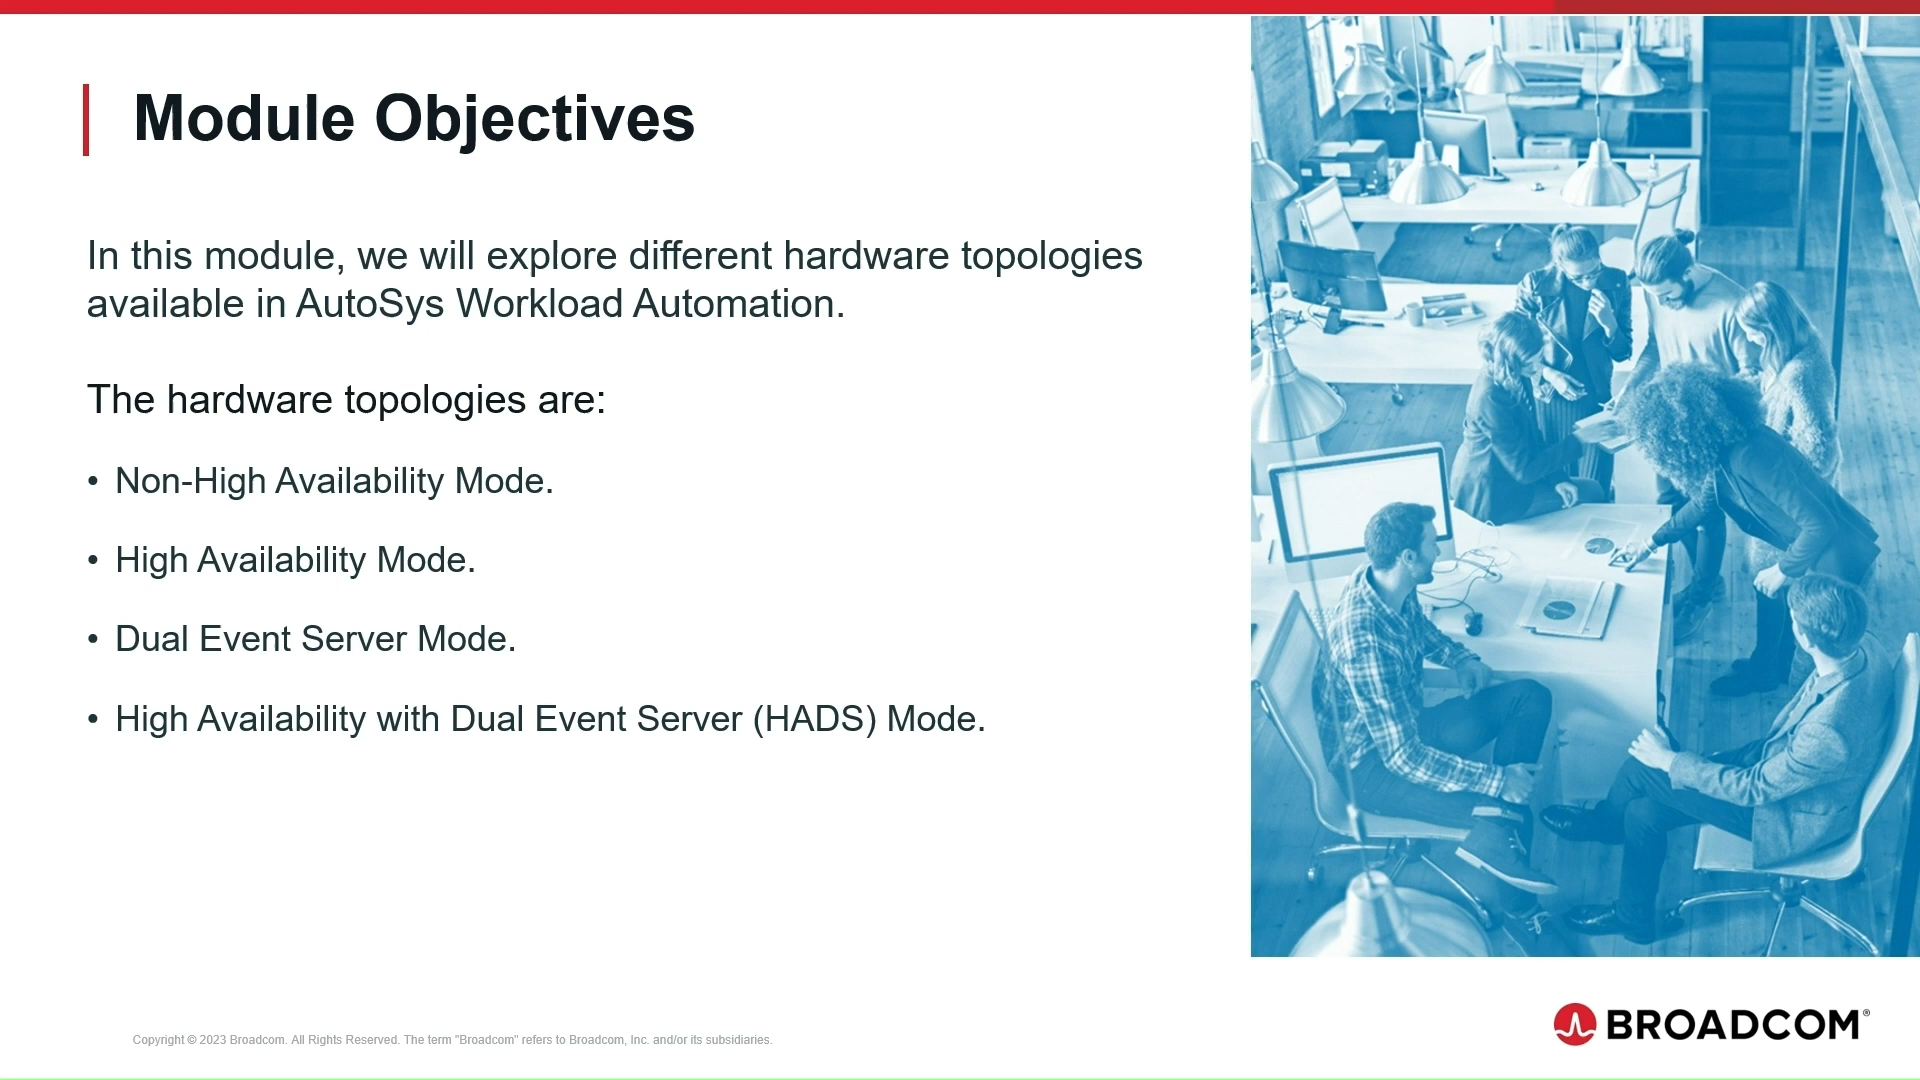 Module Objectives
In this module, we will explore different hardware topologies
available in AutoSys Workload Automation.
The hardware topologies are:
• Non-High Availability Mode.
• High Availability Mode.
• Dual Event Server Mode.
• High Availability with Dual Event Server (HADS) Mode.
Copyright © 2023 Broadcom. All Rights Reserved. The term "Broadcom" refers to Broadcom, Inc. and/or its subsidiaries.
BROADCOM®